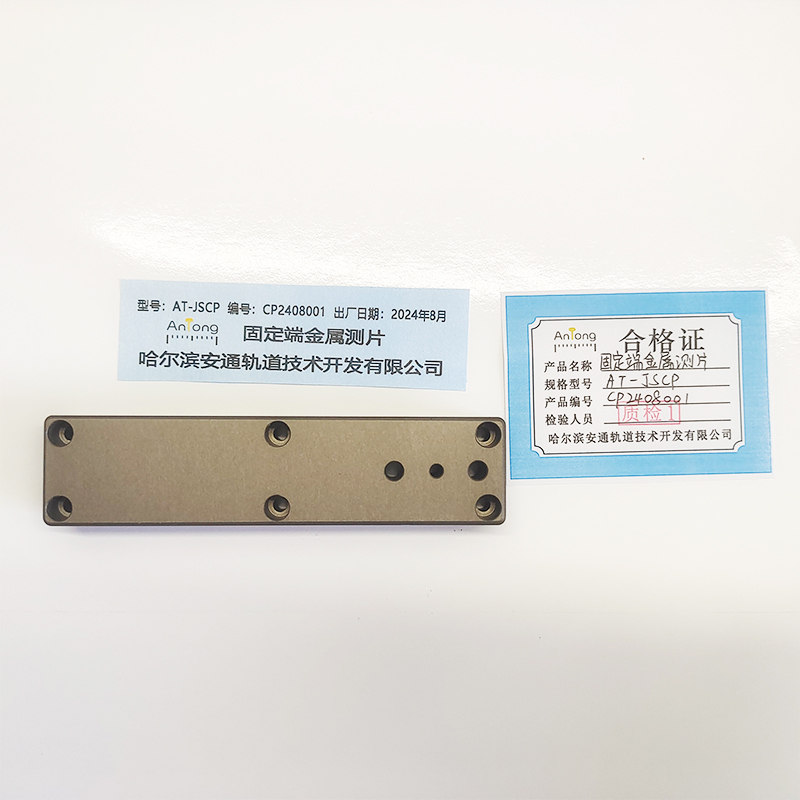 型号：AT-JSCP 编号：CP2408001 出厂日期：2024年8月
AnTong
固定端金属测片
哈尔滨安通轨道技术开发有限公司
AnTong
合格证
产品名称 固定端金属测片
规格型号 AT-JSCP
产品编号 CP2408001
检验人员 质检1
哈尔滨安通轨道技术开发有限公司